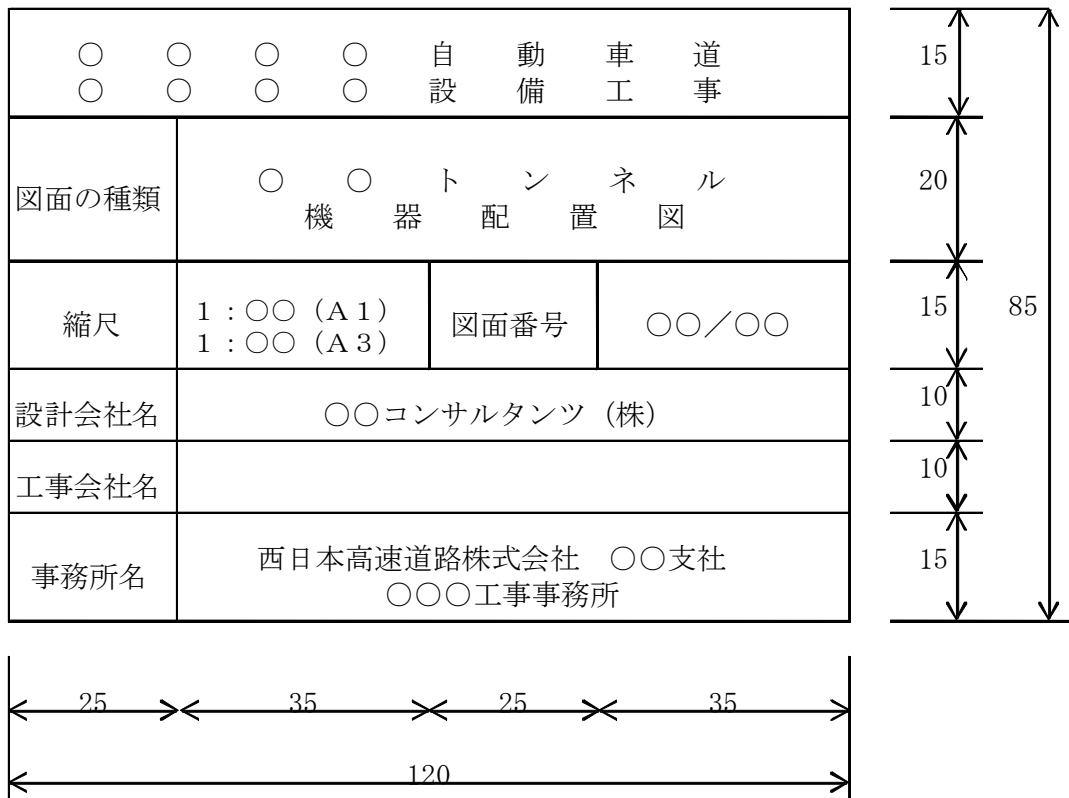 ○○○○自動車道
○○○○設備工事
15
図面の種類
○○トンネル
機器配置図
20
縮尺
1：○○（A1）
1：○○（A3）
図面番号
○○／○○
15
85
設計会社名
○○コンサルタンツ（株）
10
工事会社名
10
事務所名
西日本高速道路株式会社　○○支社
○○○工事事務所
15
25
35
25
35
120